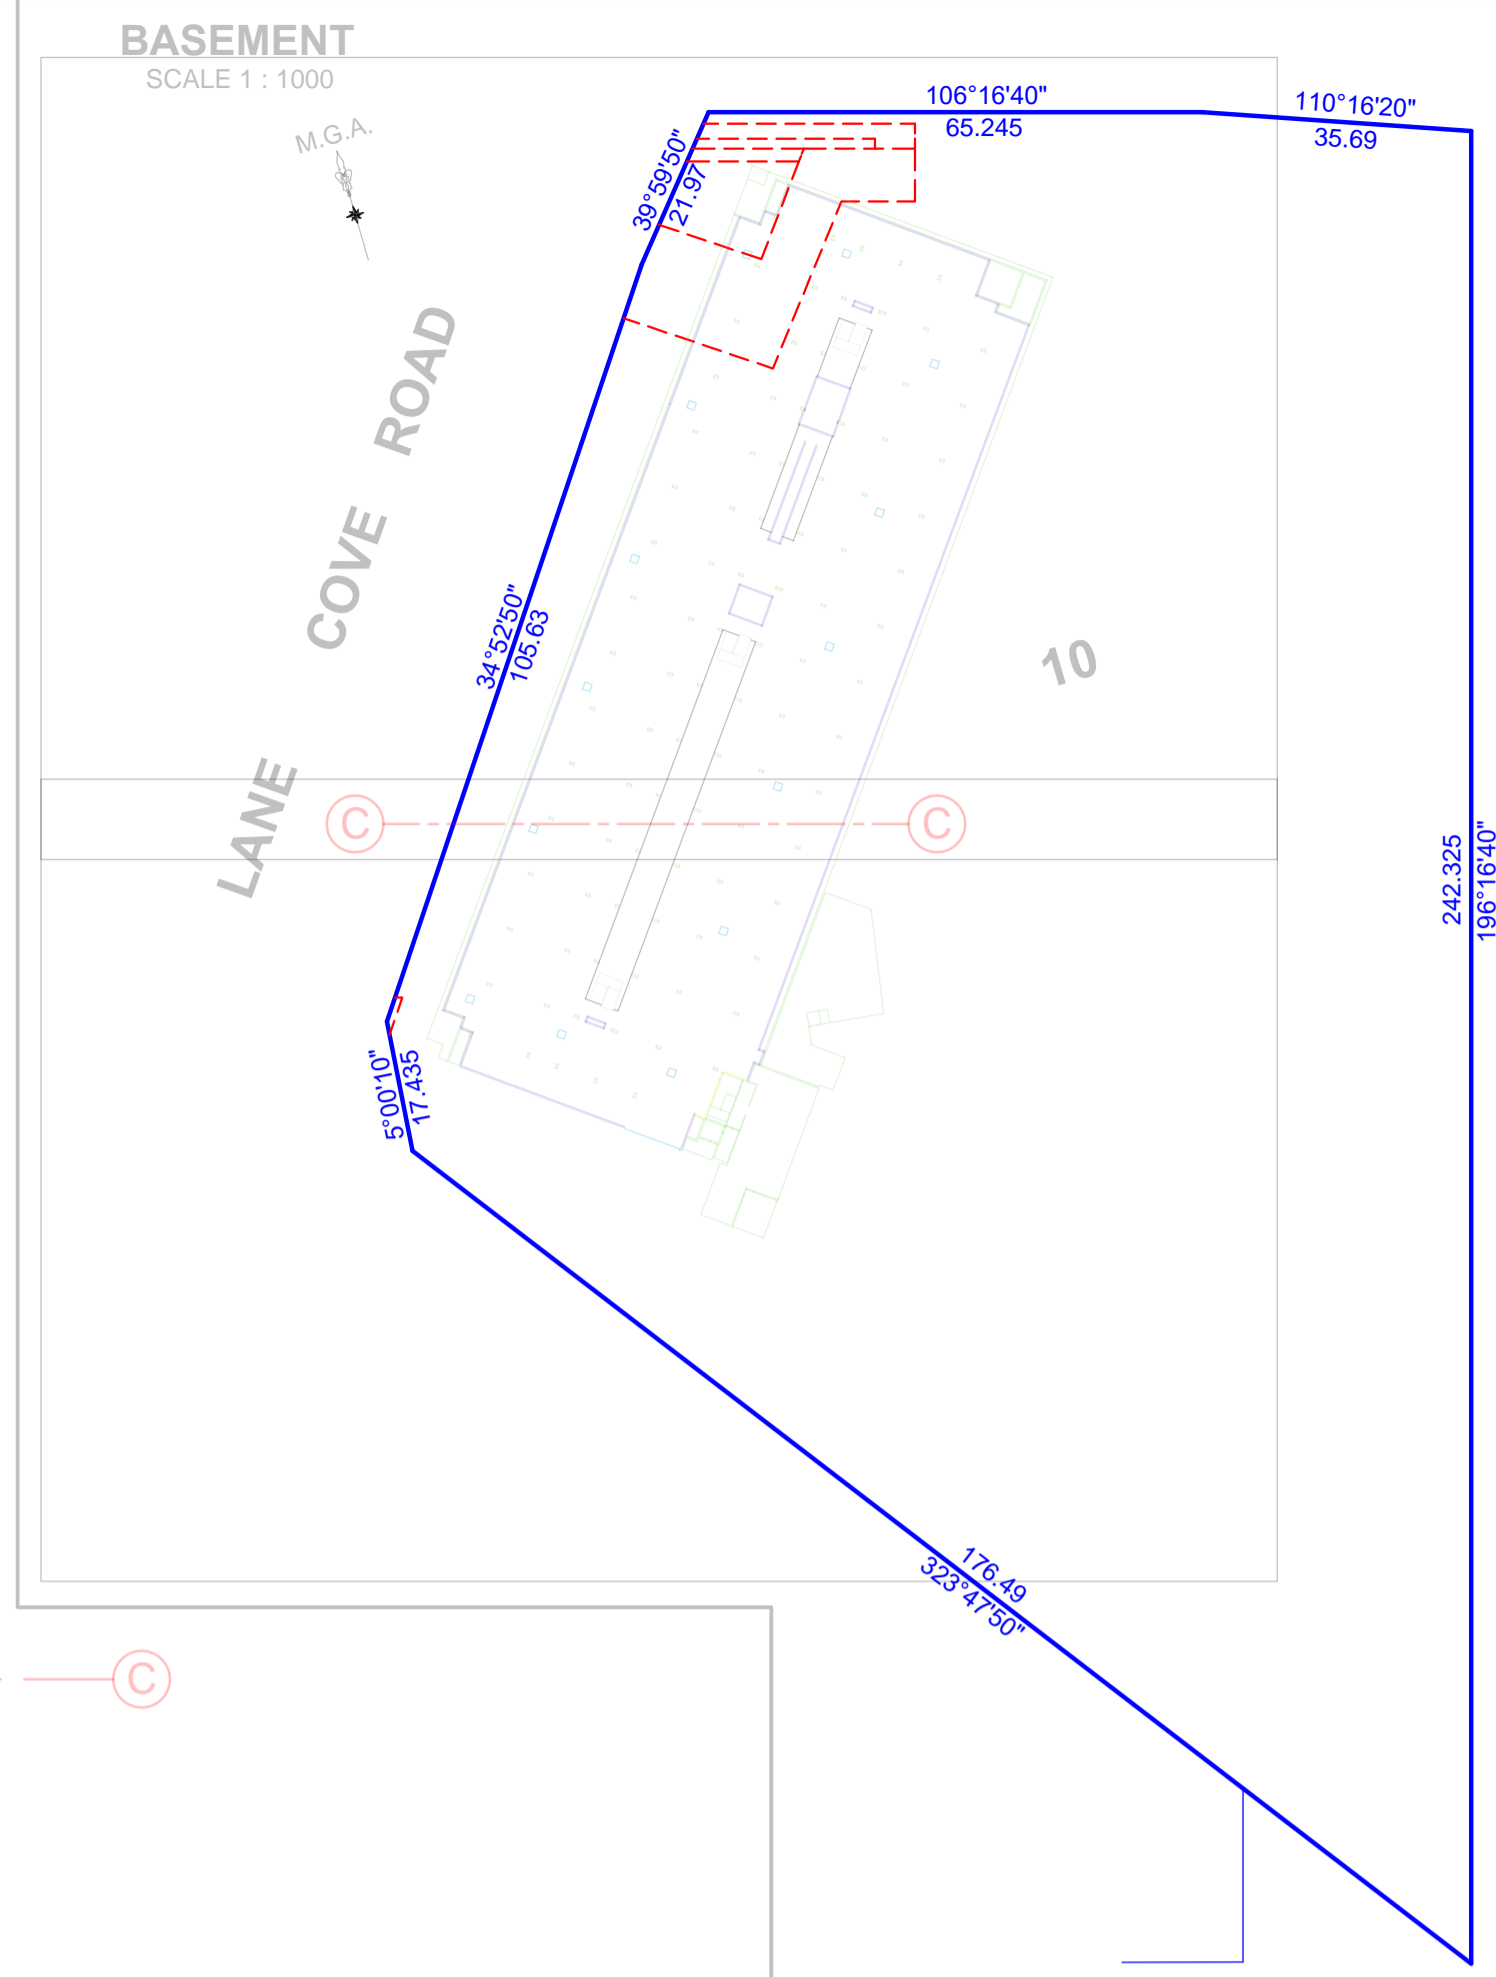 BASEMENT
SCALE 1 : 1000
M.G.A.
106°16'40"
65.245
110°16'20"
35.69
39°59'50"
21.97
LANE COVE ROAD
34°52'50"
105.63
10
C
C
242.325
196°16'40"
5°00'10"
17.435
176.49
323°47'50"
C